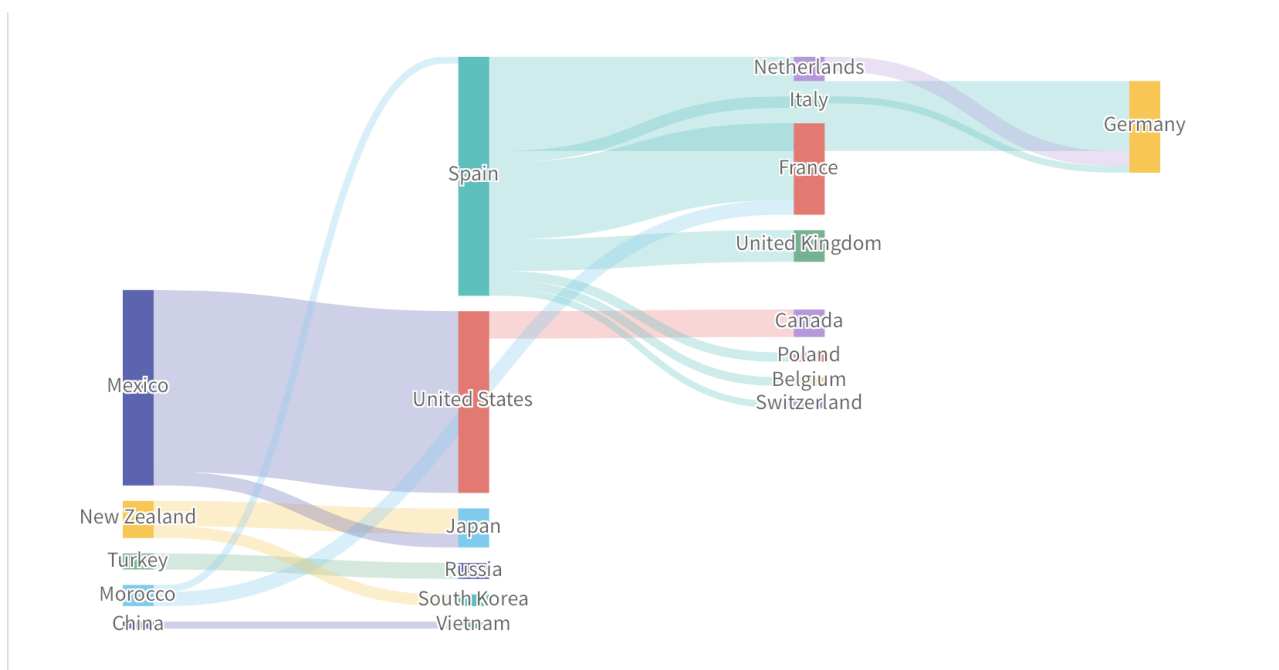 Netherlands
Italy
Germany
France
Spain
United Kingdom
Canada
Poland
Belgium
Mexico
United States
Switzerland
New Zealand
Japan
Turkey
Russia
Morocco
South Korea
China
Vietnam